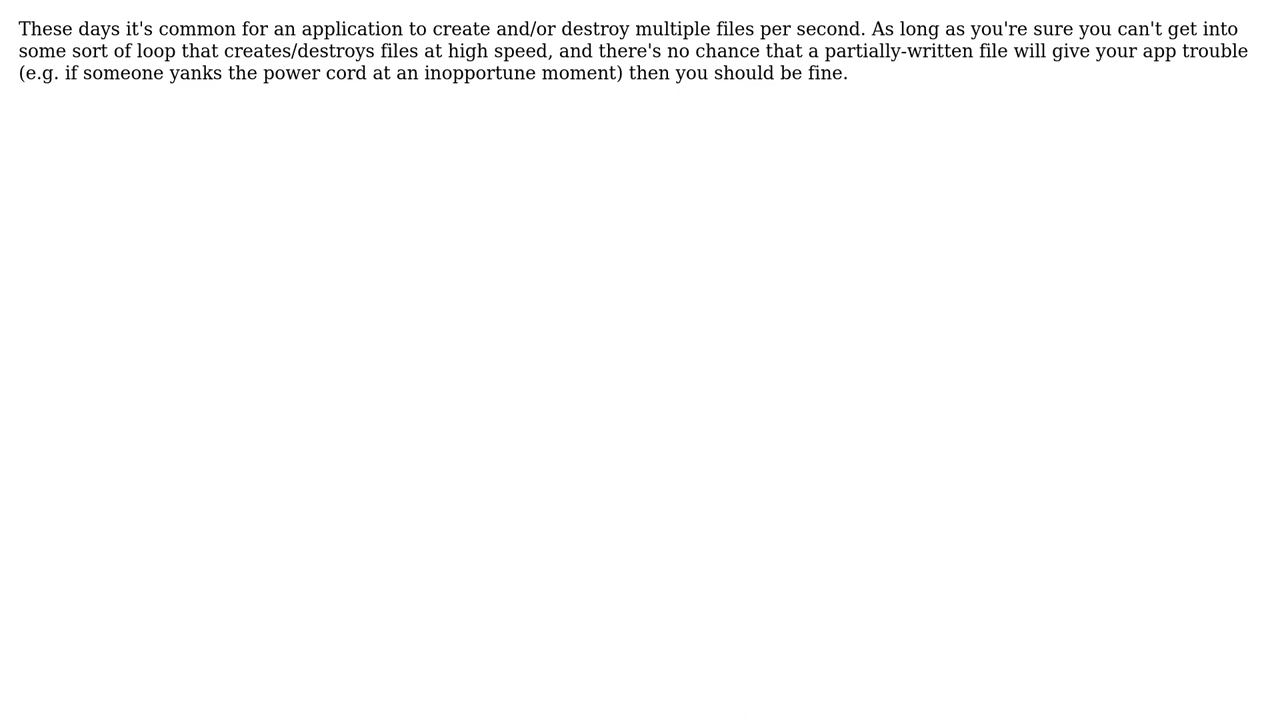 These days it's common for an application to create and/or destroy multiple files per second. As long as you're sure you can't get into
some sort of loop that creates/destroys files at high speed, and there's no chance that a partially-written file will give your app trouble
(e.g. if someone yanks the power cord at an inopportune moment) then you should be fine.